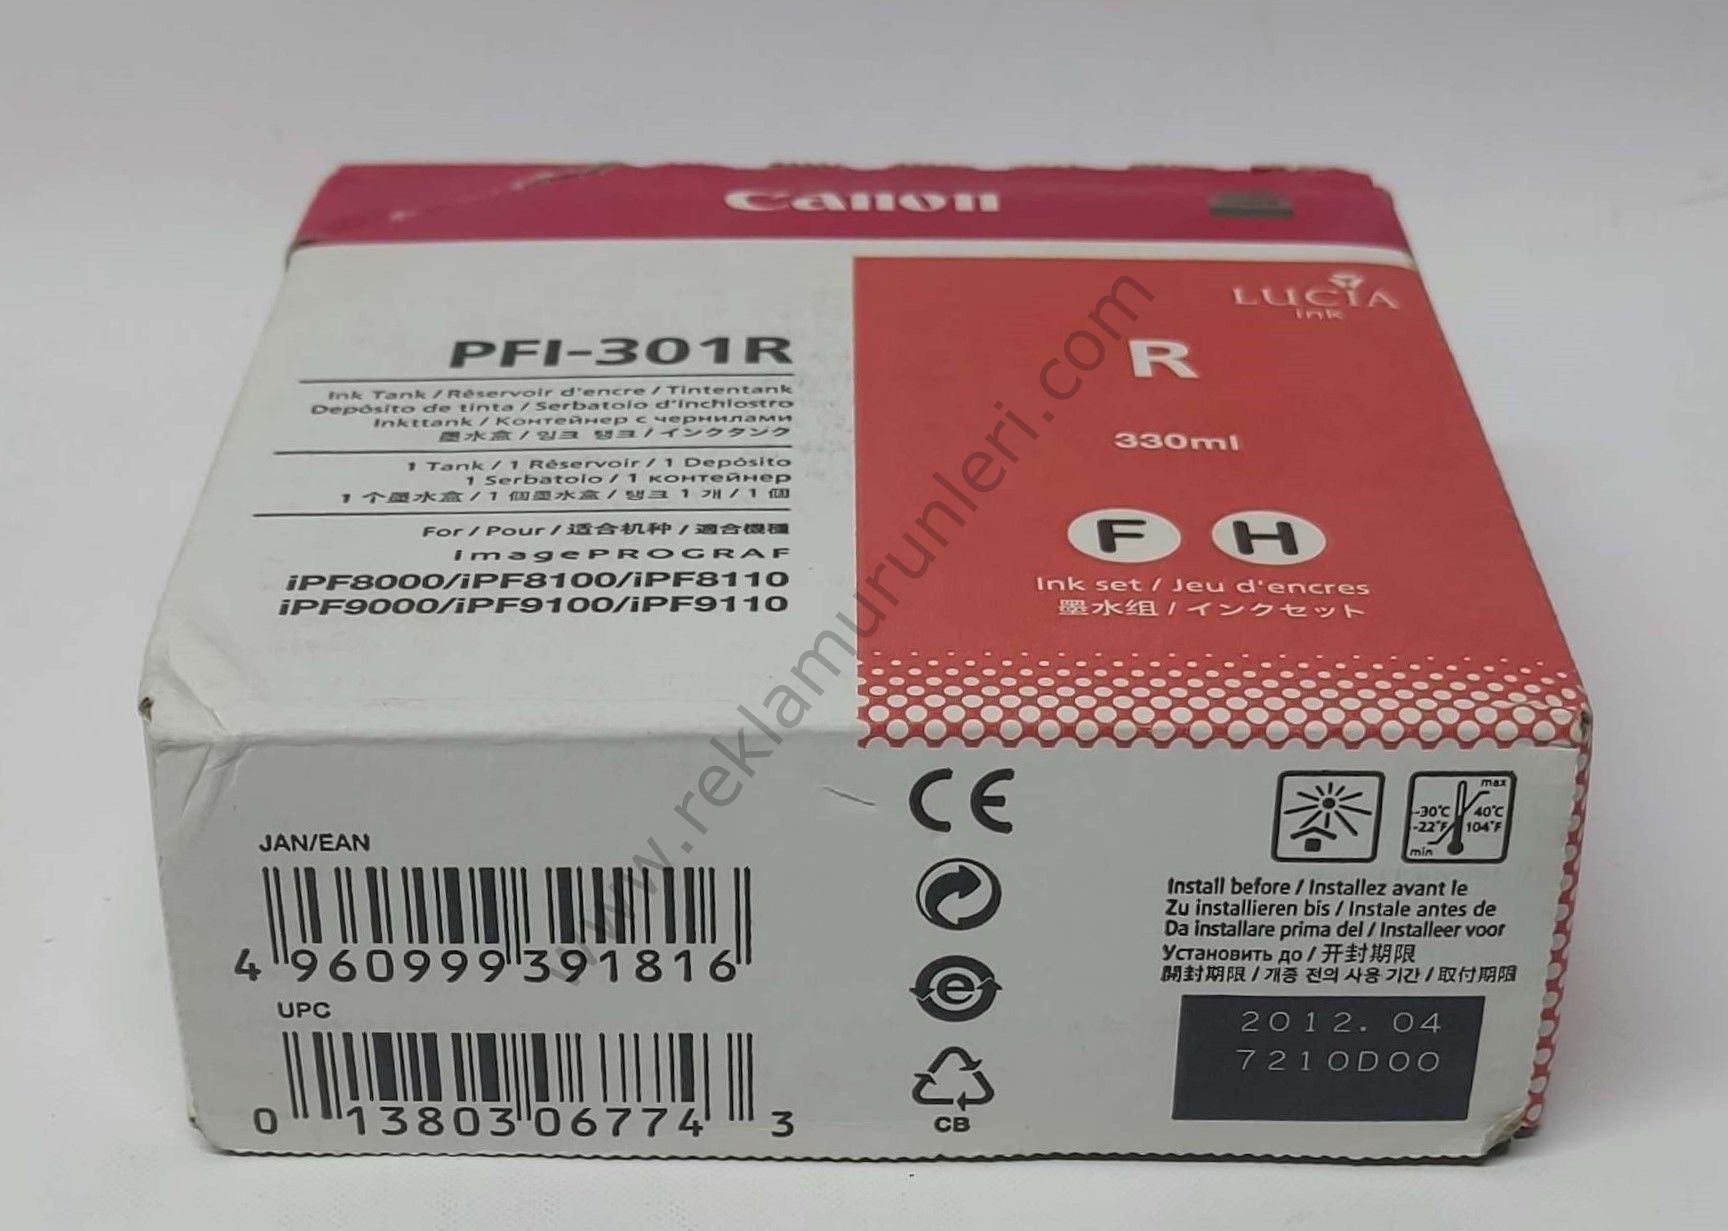 Canon
PFI-301R
Ink Tank / Réservoir d'encre / Tintentank
Depósito de tinta / Serbatoio d'inchiostro
Inkttank / Контейнер с чернилами
墨水盒 / 잉크 탱크 / インクタンク
1 Tank / 1 Réservoir / 1 Depósito
1 Serbatoio / 1 контейнер
1 个墨水盒 / 1 個墨水盒 / 탱크 1 개 / 1 個
For / Pour / 适合机种 / 適合機種
imagePROGRAF
iPF8000/iPF8100/iPF8110
iPF9000/iPF9100/iPF9110
LUCIA
ink
R
330ml
F H
Ink set / Jeu d'encres
墨水组 / インクセット
www.reklamurunleri.com
JAN/EAN
4 960999 391816
UPC
0 13803 06774 3
CE
e
CB
max
-30°C 40°C
-22°F 104°F
min
Install before / Installez avant le
Zu installieren bis / Instale antes de
Da installare prima del / Installeer voor
Установить до / 开封期限
開封期限 / 개중 전의 사용 기간 / 取付期限
2012.04
7210D00